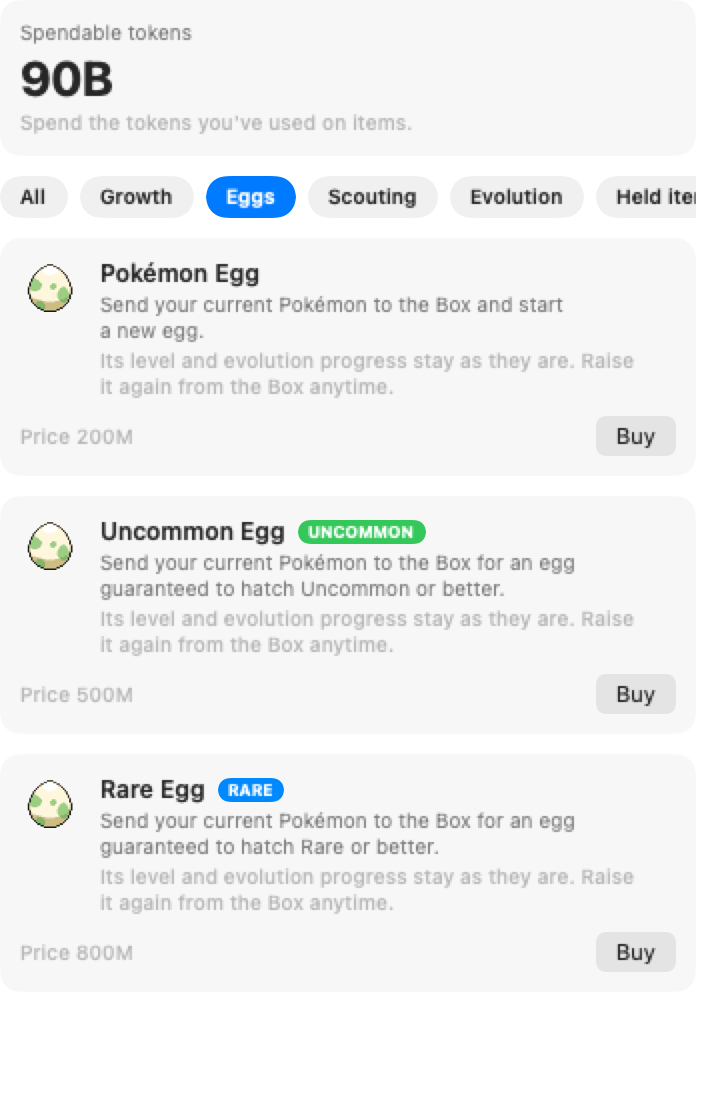 Spendable tokens
90B
Spend the tokens you've used on items.
All Growth Eggs Scouting Evolution Held iter
Pokémon Egg
Send your current Pokémon to the Box and start
a new egg.
Its level and evolution progress stay as they are. Raise
it again from the Box anytime.
Price 200M Buy
Uncommon Egg UNCOMMON
Send your current Pokémon to the Box for an egg
guaranteed to hatch Uncommon or better.
Its level and evolution progress stay as they are. Raise
it again from the Box anytime.
Price 500M Buy
Rare Egg RARE
Send your current Pokémon to the Box for an egg
guaranteed to hatch Rare or better.
Its level and evolution progress stay as they are. Raise
it again from the Box anytime.
Price 800M Buy